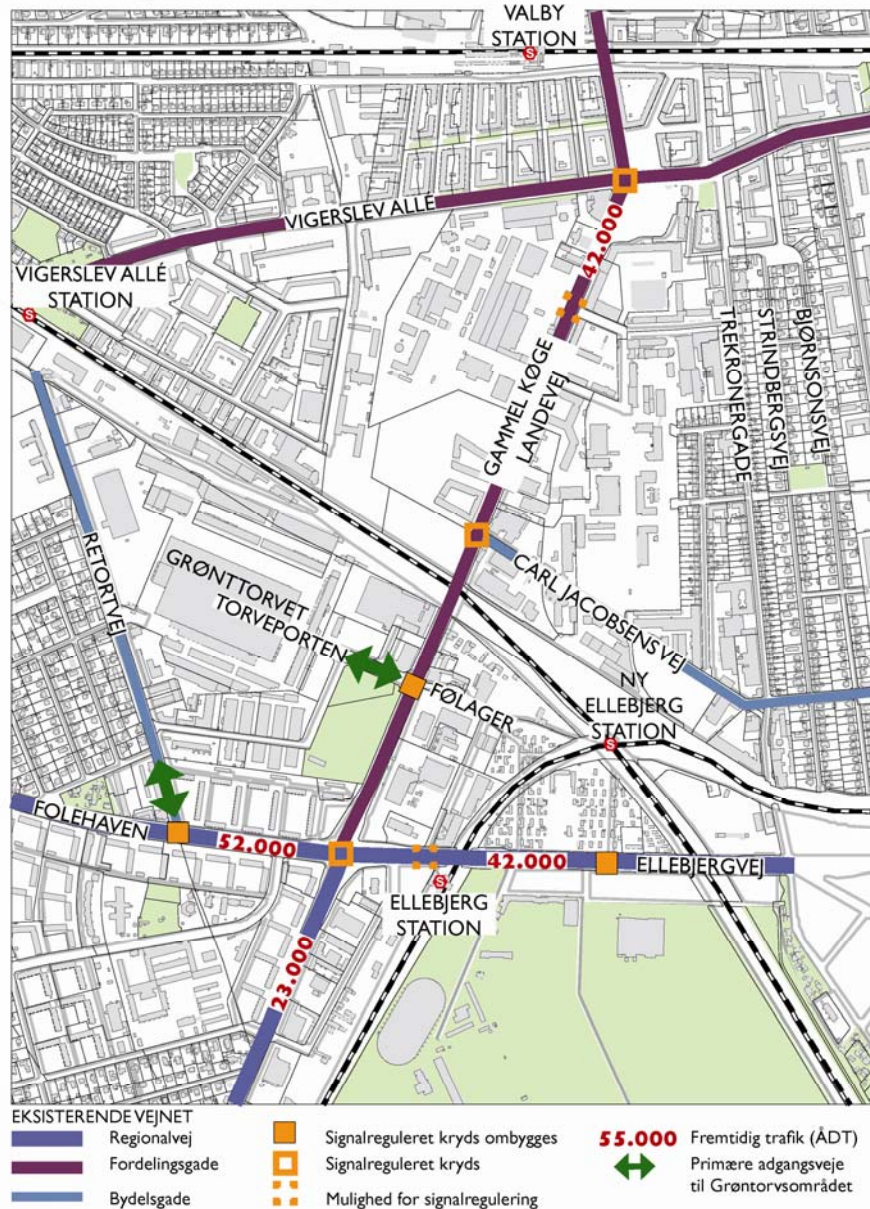 VALBY
STATION
VIGERSLEV ALLÉ
42.000
VIGERSLEV ALLÉ
STATION
S
S
GAMMEL KØGE
LANDEVEJ
TREKRONERGADE
STRINDBERGSVEJ
BJØRNSONSVEJ
RETORTVEJ
GRØNTTORVET
TORVEPORTEN
CARL JACOBSENS VEJ
FØLAGER
NY
ELLEBJERG
STATION
S
FOLEHAVEN
52.000
42.000
ELLEBJERGVEJ
S
ELLEBJERG
STATION
23.000
EKSISTERENDE VEJNET
Regionalvej
Fordelingsgade
Bydelsgade
Signalreguleret kryds ombygges
Signalreguleret kryds
Mulighed for signalregulering
55.000 Fremtidig trafik (ÅDT)
Primære adgangsveje
til Grøntorvsområdet